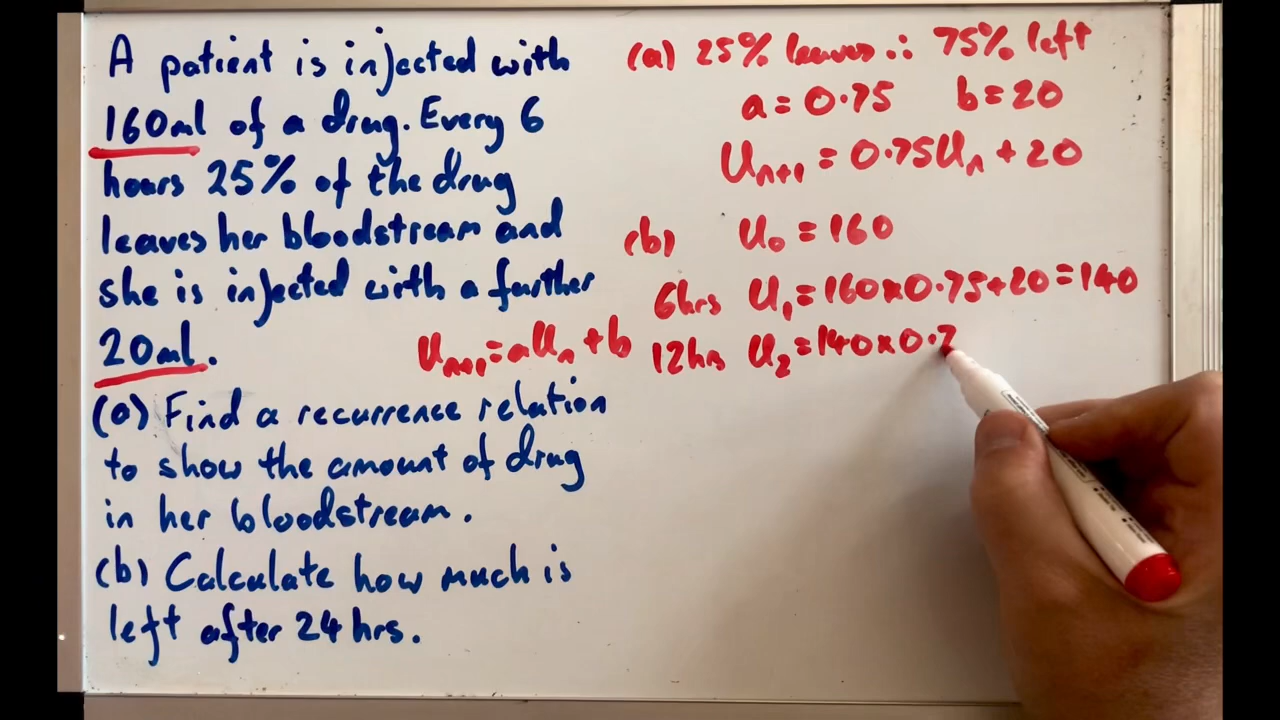 A patient is injected with
160ml of a drug. Every 6
hours 25% of the drug
leaves her bloodstream and
she is injected with a further
20ml.
Uₙ₊₁ = aUₙ + b
(a) Find a recurrence relation
to show the amount of drug
in her bloodstream.
(b) Calculate how much is
left after 24 hrs.
(a) 25% leaves ∴ 75% left
a = 0.75 b = 20
Uₙ₊₁ = 0.75Uₙ + 20
(b) U₀ = 160
6hrs U₁ = 160 x 0.75 + 20 = 140
12hrs U₂ = 140 x 0.7